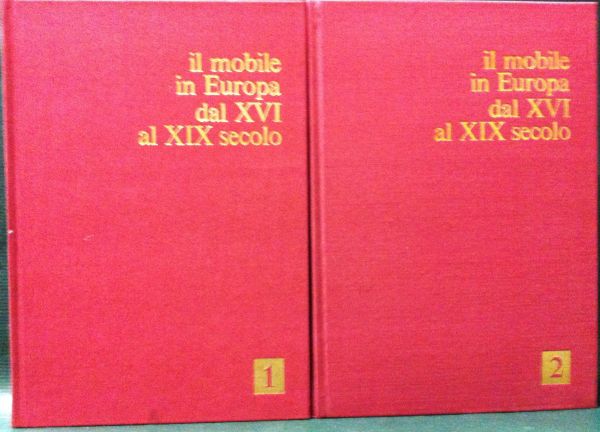 il mobile
in Europa
dal XVI
al XIX secolo
1
il mobile
in Europa
dal XVI
al XIX secolo
2